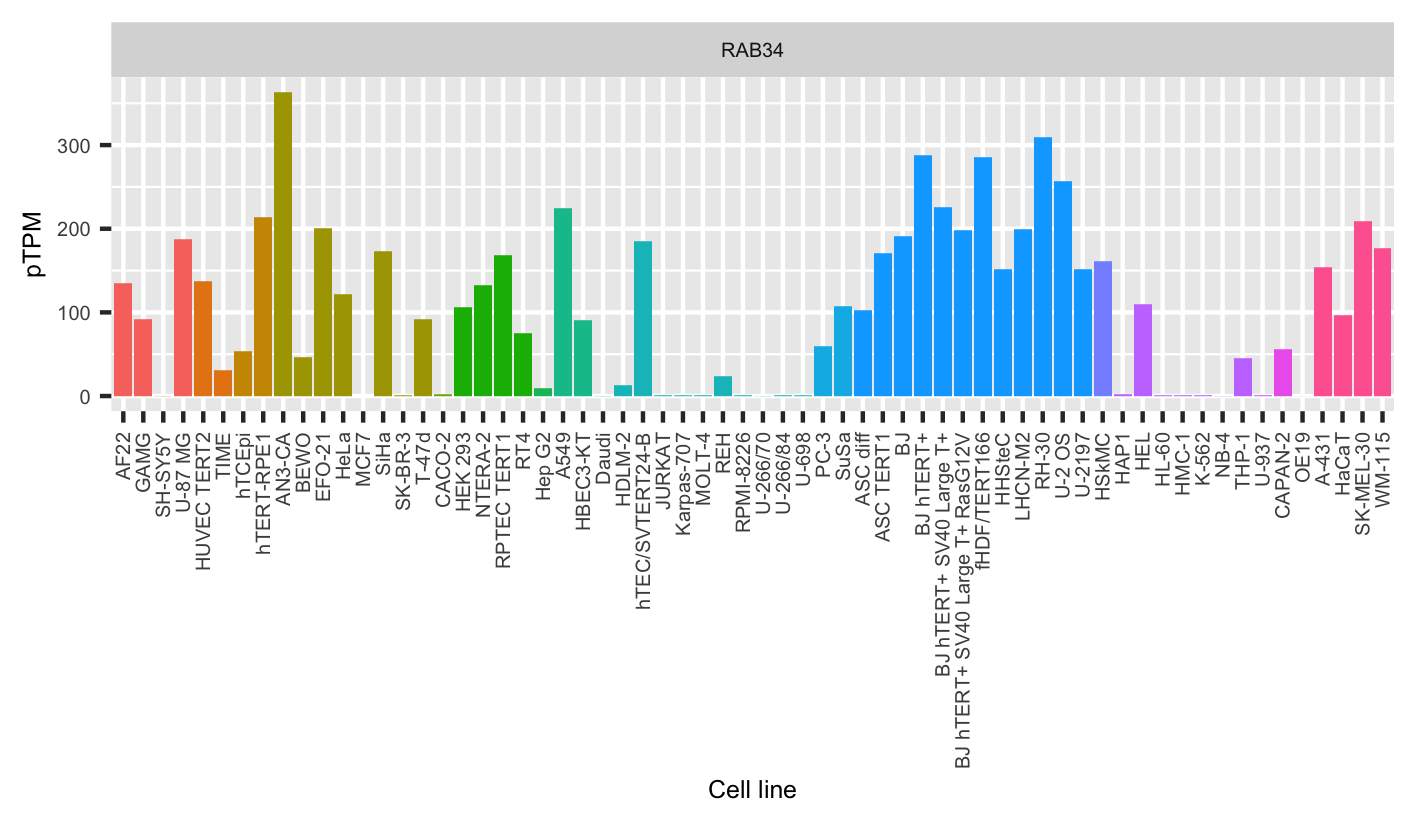 RAB34
pTPM
300
200
100
0
AF22
GAMG
SH-SY5Y
U-87 MG
HUVEC TERT2
TIME
hTCEpi
hTERT-RPE1
AN3-CA
BEWO
EFO-21
HeLa
MCF7
SiHa
SK-BR-3
T-47d
CACO-2
HEK 293
NTERA-2
RPTEC TERT1
RT4
Hep G2
A549
HBEC3-KT
Daudi
HDLM-2
hTEC/SVTERT24-B
JURKAT
Karpas-707
MOLT-4
REH
RPMI-8226
U-266/70
U-266/84
U-698
PC-3
SuSa
ASC diff
ASC TERT1
BJ
BJ hTERT+
BJ hTERT+ SV40 Large T+
BJ hTERT+ SV40 Large T+ RasG12V
fHDF/TERT166
HHSteC
LHCN-M2
RH-30
U-2 OS
U-2197
HSkMC
HAP1
HEL
HL-60
HMC-1
K-562
NB-4
THP-1
U-937
CAPAN-2
OE19
A-431
HaCaT
SK-MEL-30
WM-115
Cell line